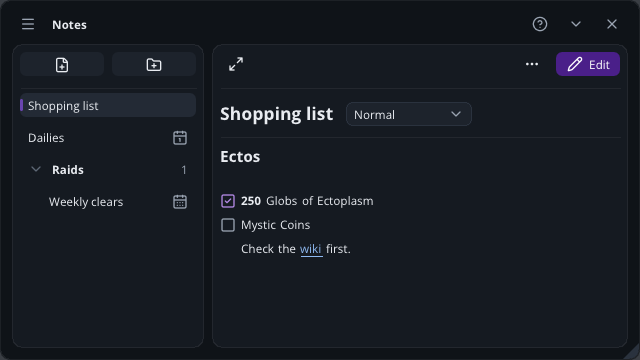 Notes
Edit
Shopping list
Dailies
Raids 1
Weekly clears
Shopping list Normal
Ectos
250 Globs of Ectoplasm
Mystic Coins
Check the wiki first.